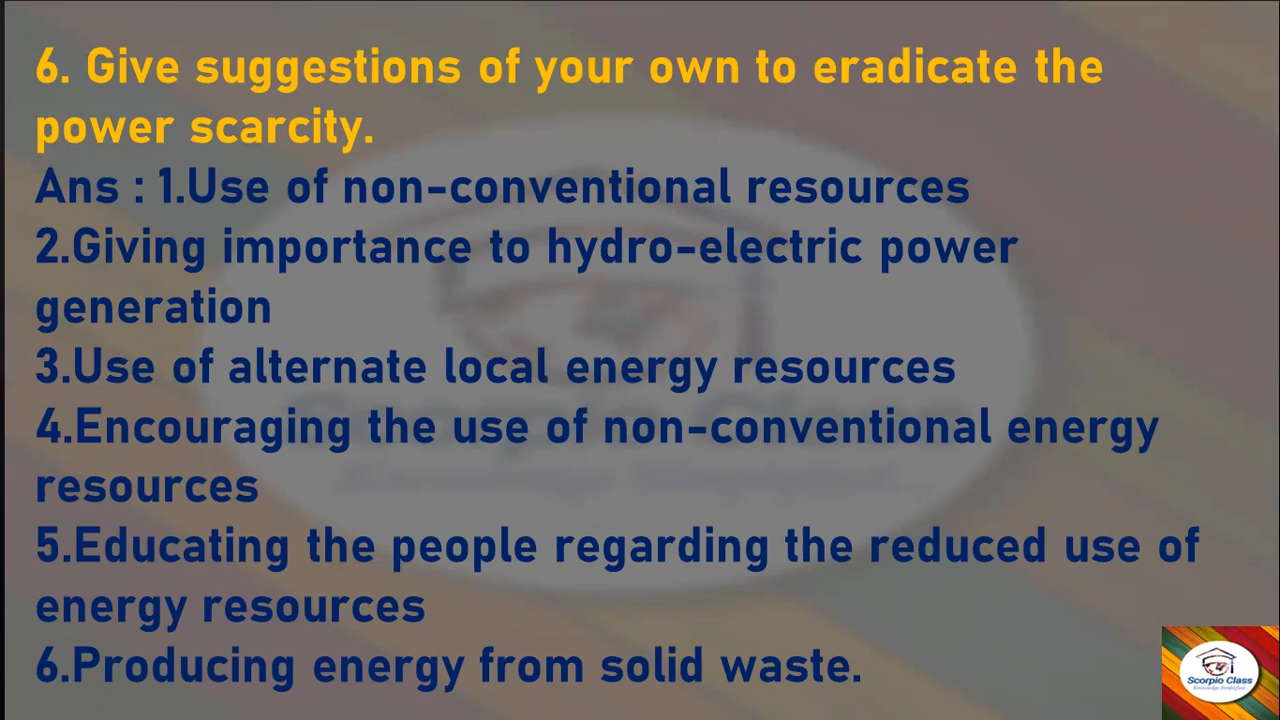 6. Give suggestions of your own to eradicate the
power scarcity.
Ans : 1.Use of non-conventional resources
2.Giving importance to hydro-electric power
generation
3.Use of alternate local energy resources
4.Encouraging the use of non-conventional energy
resources
5.Educating the people regarding the reduced use of
energy resources
6.Producing energy from solid waste.
Scorpio Class
Knowledge Simplified...